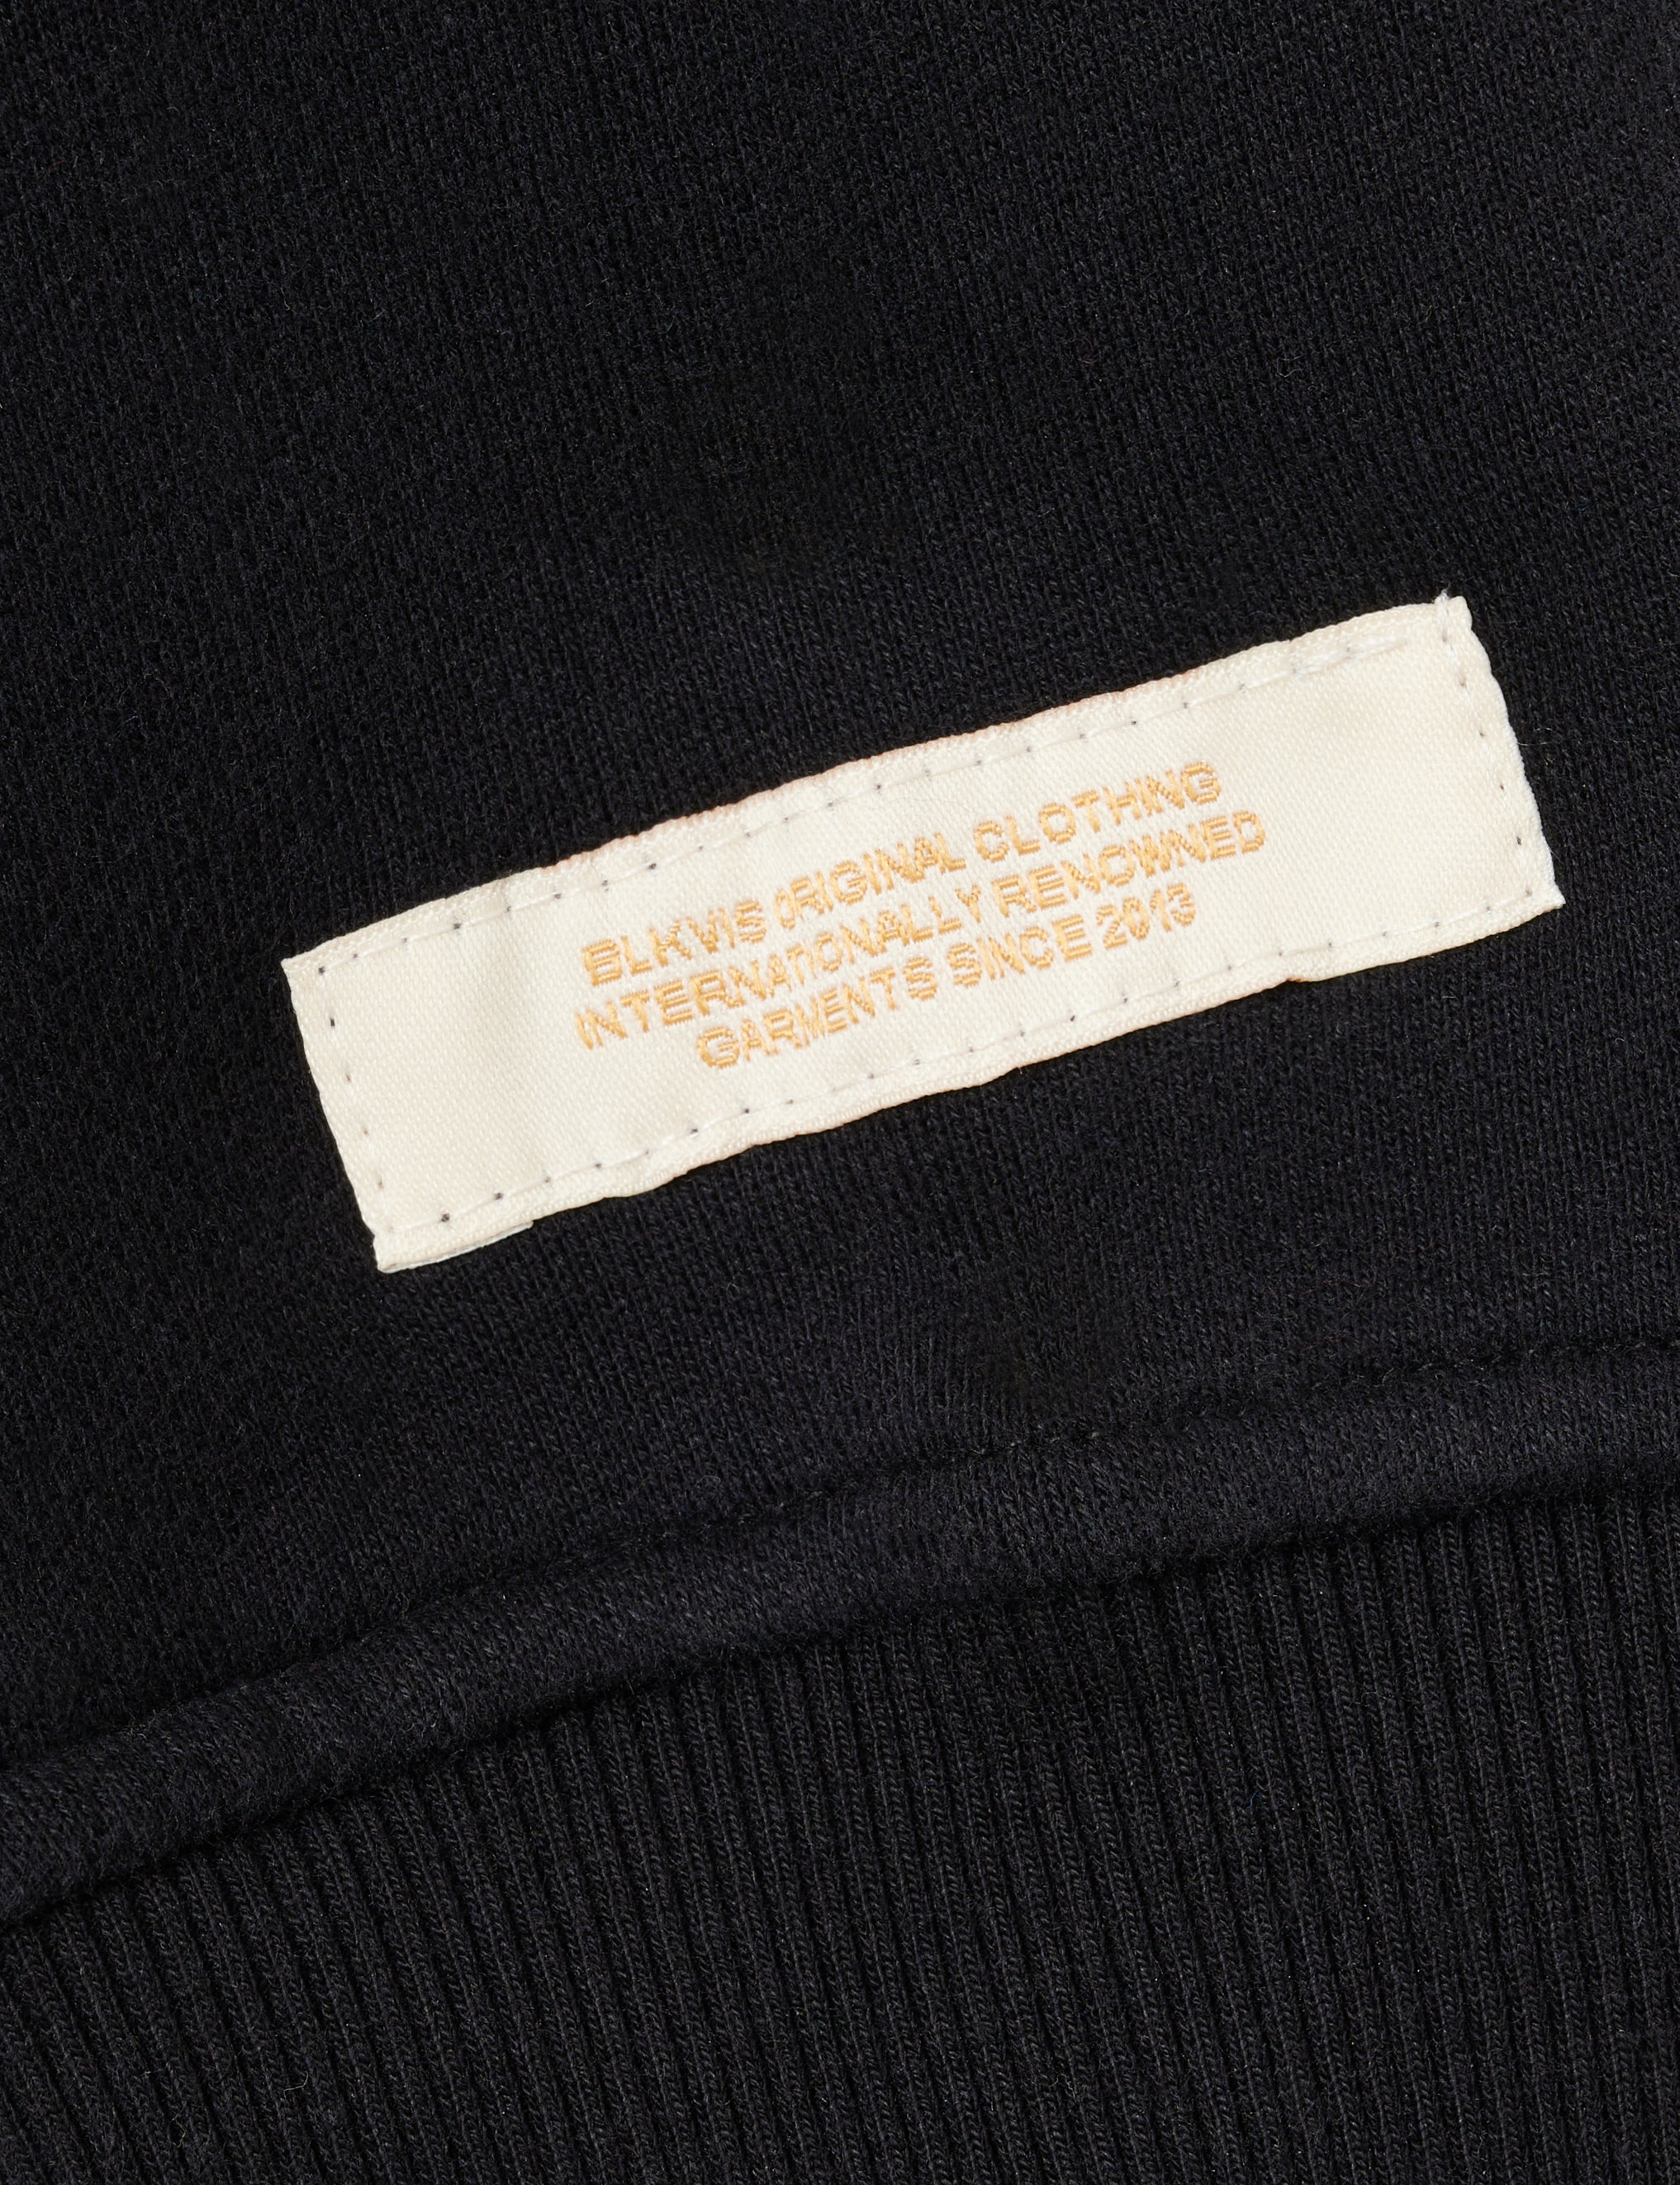 BLKVIS ORIGINAL CLOTHING
INTERNATIONALLY RENOWNED
GARMENTS SINCE 2013